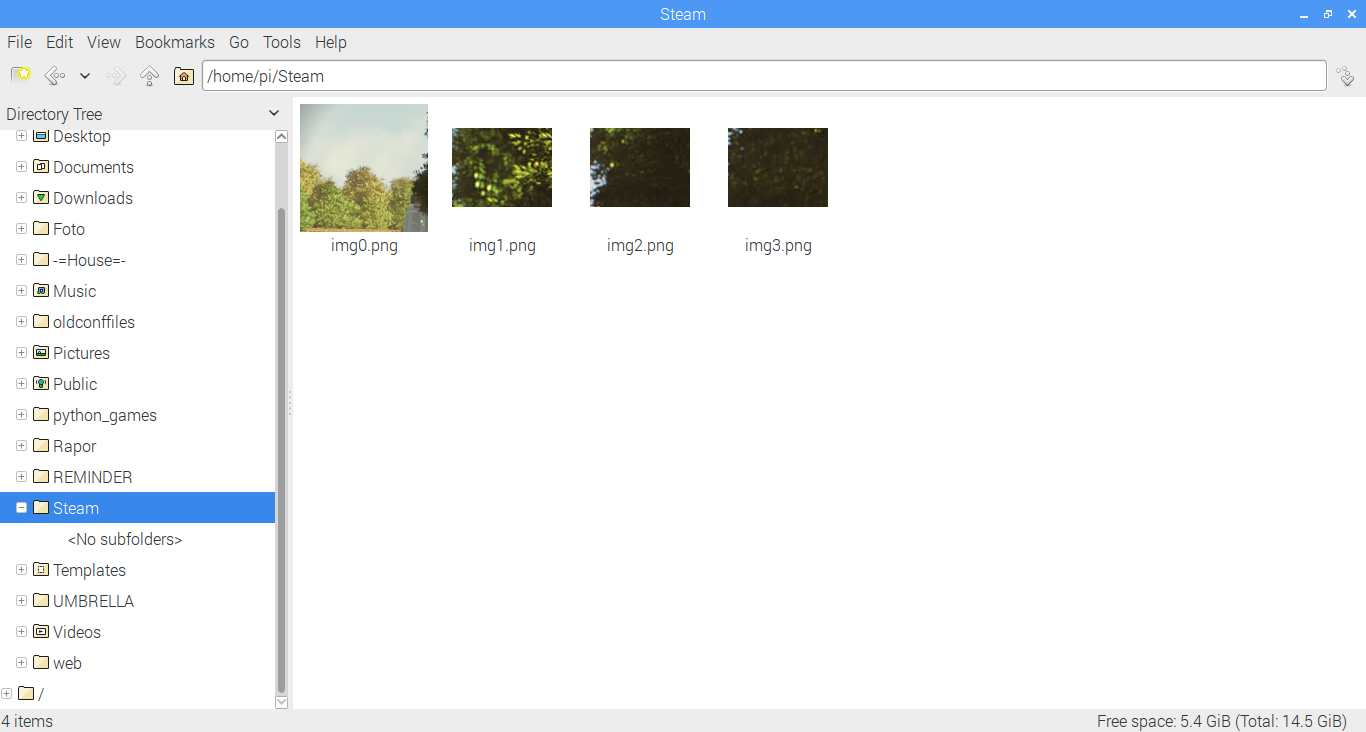 Steam
File Edit View Bookmarks Go Tools Help
/home/pi/Steam
Directory Tree
Desktop
Documents
Downloads
Foto
-=House=-
Music
oldconffiles
Pictures
Public
python_games
Rapor
REMINDER
Steam
<No subfolders>
Templates
UMBRELLA
Videos
web
/
img0.png img1.png img2.png img3.png
4 items
Free space: 5.4 GiB (Total: 14.5 GiB)